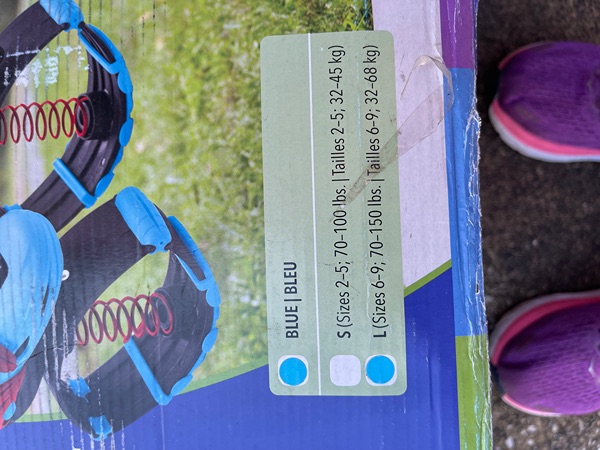 BLUE | BLEU
S (Sizes 2–5; 70–100 lbs. | Tailles 2–5; 32–45 kg)
L (Sizes 6–9; 70–150 lbs. | Tailles 6–9; 32–68 kg)